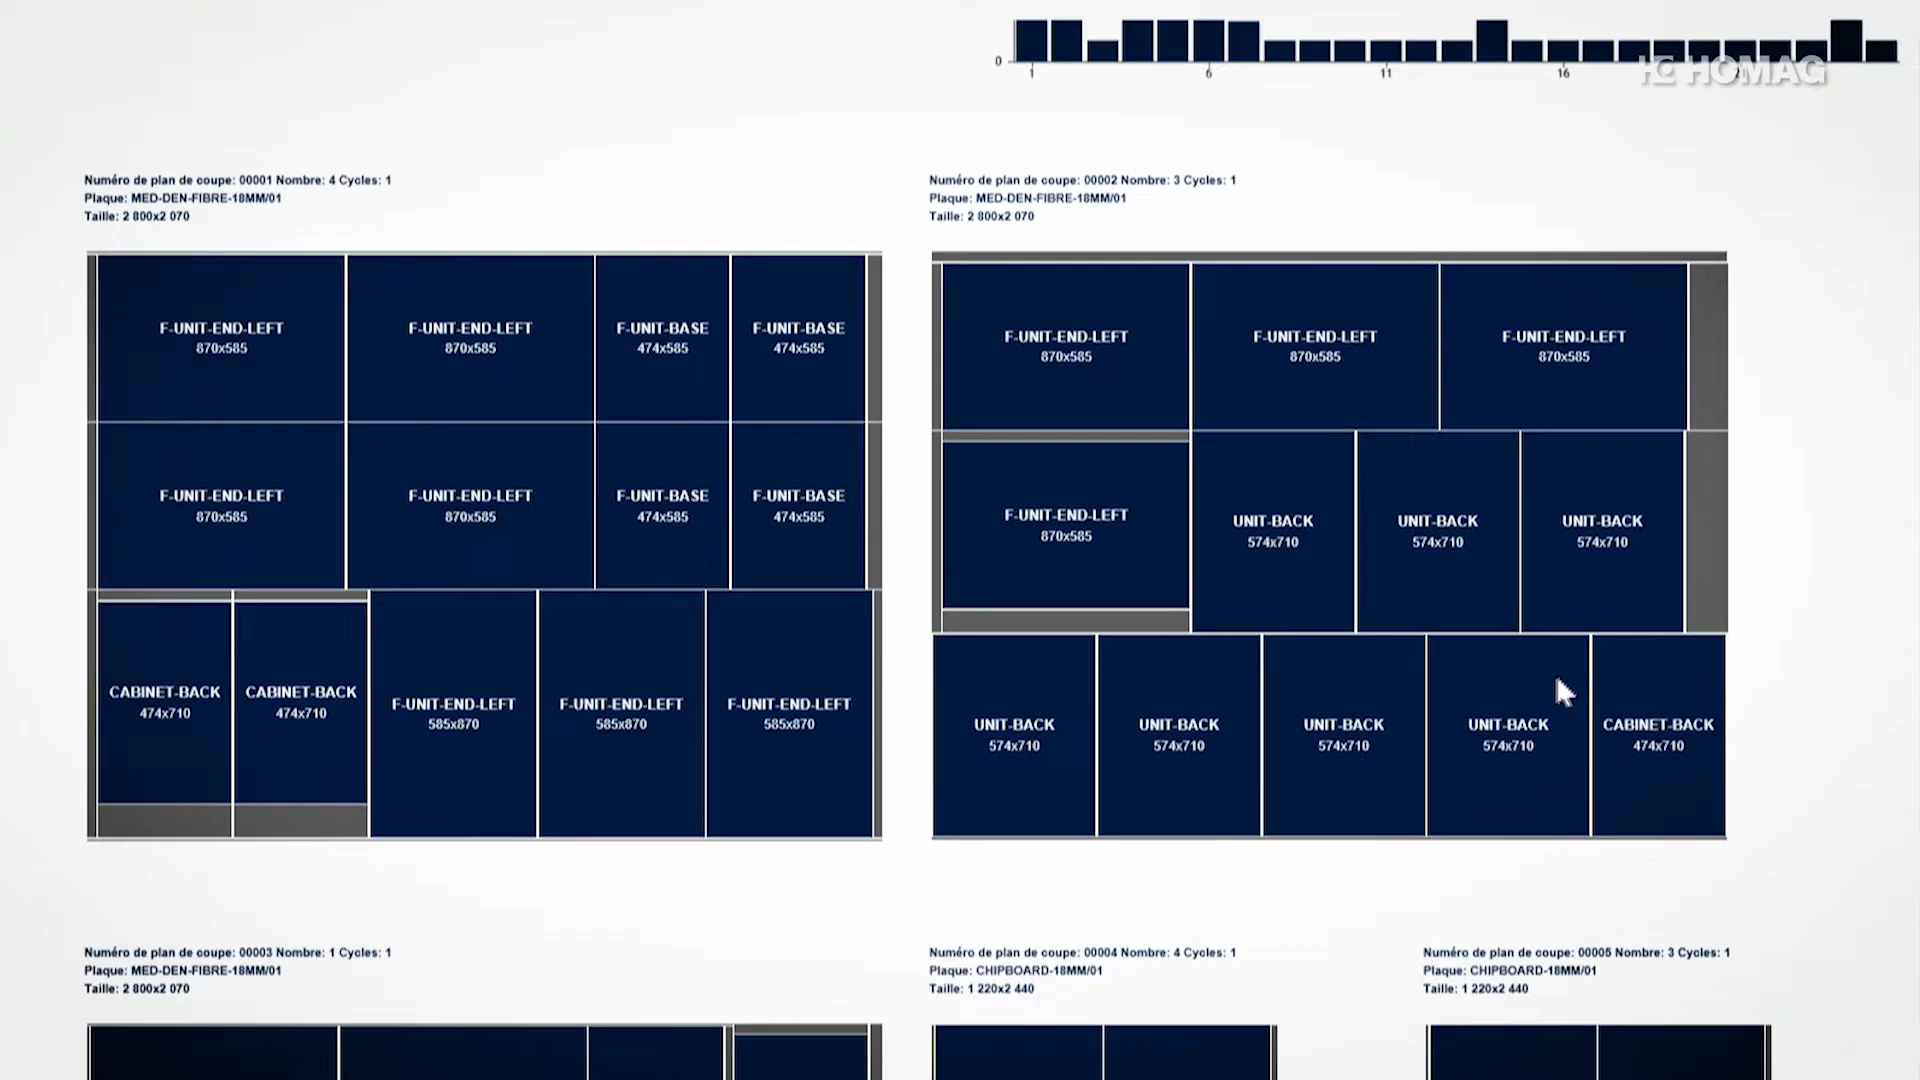 0
1
6
11
16
HOMAG
Numéro de plan de coupe: 00001 Nombre: 4 Cycles: 1
Plaque: MED-DEN-FIBRE-18MM/01
Taille: 2 800x2 070
F-UNIT-END-LEFT
870x585
F-UNIT-END-LEFT
870x585
F-UNIT-BASE
474x585
F-UNIT-BASE
474x585
F-UNIT-END-LEFT
870x585
F-UNIT-END-LEFT
870x585
F-UNIT-BASE
474x585
F-UNIT-BASE
474x585
CABINET-BACK
474x710
CABINET-BACK
474x710
F-UNIT-END-LEFT
585x870
F-UNIT-END-LEFT
585x870
F-UNIT-END-LEFT
585x870
Numéro de plan de coupe: 00002 Nombre: 3 Cycles: 1
Plaque: MED-DEN-FIBRE-18MM/01
Taille: 2 800x2 070
F-UNIT-END-LEFT
870x585
F-UNIT-END-LEFT
870x585
F-UNIT-END-LEFT
870x585
F-UNIT-END-LEFT
870x585
UNIT-BACK
574x710
UNIT-BACK
574x710
UNIT-BACK
574x710
UNIT-BACK
574x710
UNIT-BACK
574x710
UNIT-BACK
574x710
UNIT-BACK
574x710
CABINET-BACK
474x710
Numéro de plan de coupe: 00003 Nombre: 1 Cycles: 1
Plaque: MED-DEN-FIBRE-18MM/01
Taille: 2 800x2 070
Numéro de plan de coupe: 00004 Nombre: 4 Cycles: 1
Plaque: CHIPBOARD-18MM/01
Taille: 1 220x2 440
Numéro de plan de coupe: 00005 Nombre: 3 Cycles: 1
Plaque: CHIPBOARD-18MM/01
Taille: 1 220x2 440